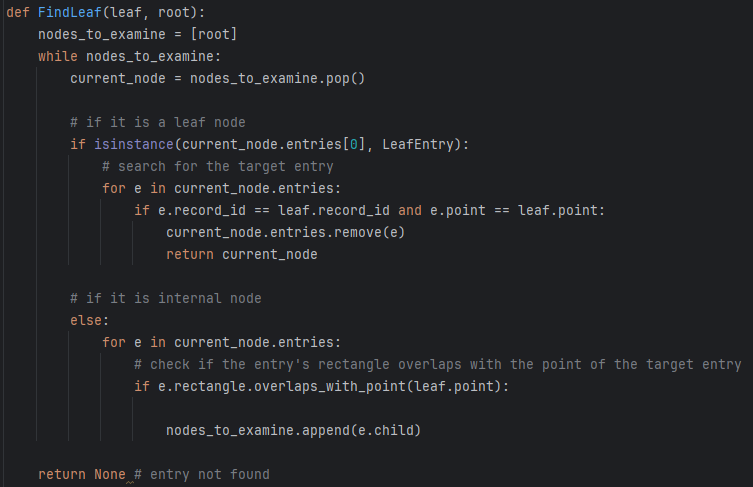 def FindLeaf(leaf, root):
    nodes_to_examine = [root]
    while nodes_to_examine:
        current_node = nodes_to_examine.pop()

        # if it is a leaf node
        if isinstance(current_node.entries[0], LeafEntry):
            # search for the target entry
            for e in current_node.entries:
                if e.record_id == leaf.record_id and e.point == leaf.point:
                    current_node.entries.remove(e)
                    return current_node

        # if it is internal node
        else:
            for e in current_node.entries:
                # check if the entry's rectangle overlaps with the point of the target entry
                if e.rectangle.overlaps_with_point(leaf.point):

                    nodes_to_examine.append(e.child)

    return None # entry not found